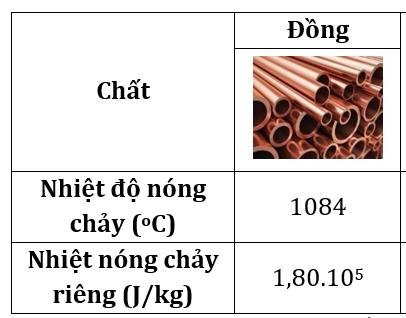 Chất
Đồng
Nhiệt độ nóng
chảy (ºC)
1084
Nhiệt nóng chảy
riêng (J/kg)
1,80.10⁵